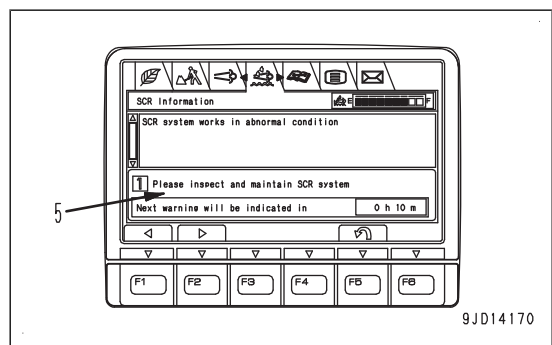 SCR Information
E F
SCR system works in abnormal condition
1 Please inspect and maintain SCR system
5
Next warning will be indicated in 0 h 10 m
F1 F2 F3 F4 F5 F6
9JD14170